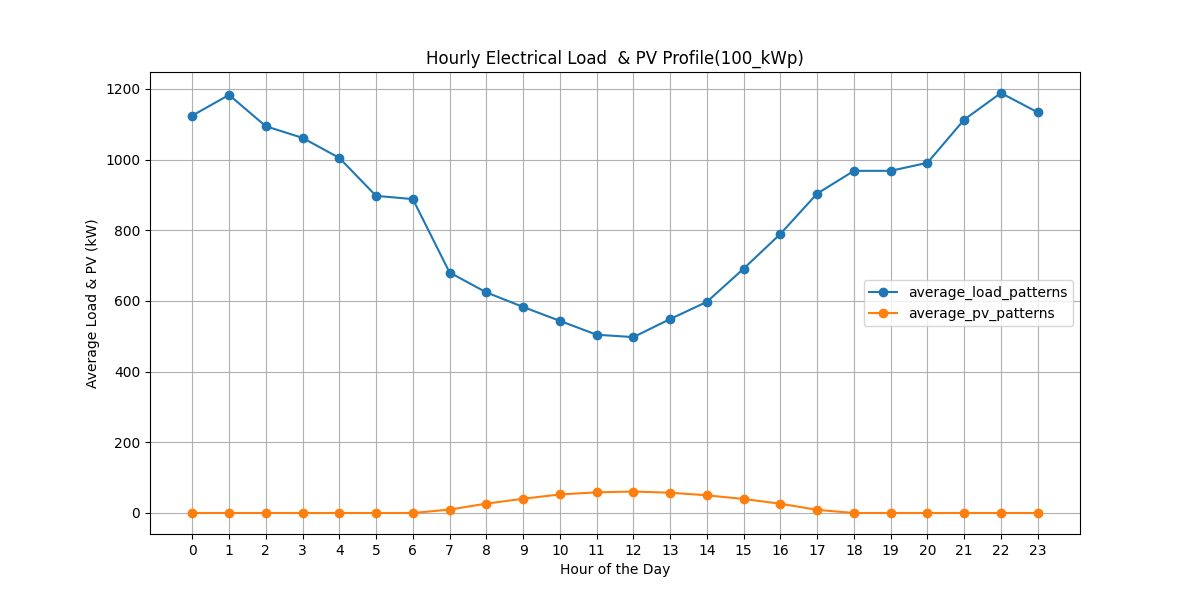 Hourly Electrical Load  & PV Profile(100_kWp)
1200
1000
800
600
400
200
0
Average Load & PV (kW)
average_load_patterns
average_pv_patterns
0 1 2 3 4 5 6 7 8 9 10 11 12 13 14 15 16 17 18 19 20 21 22 23
Hour of the Day